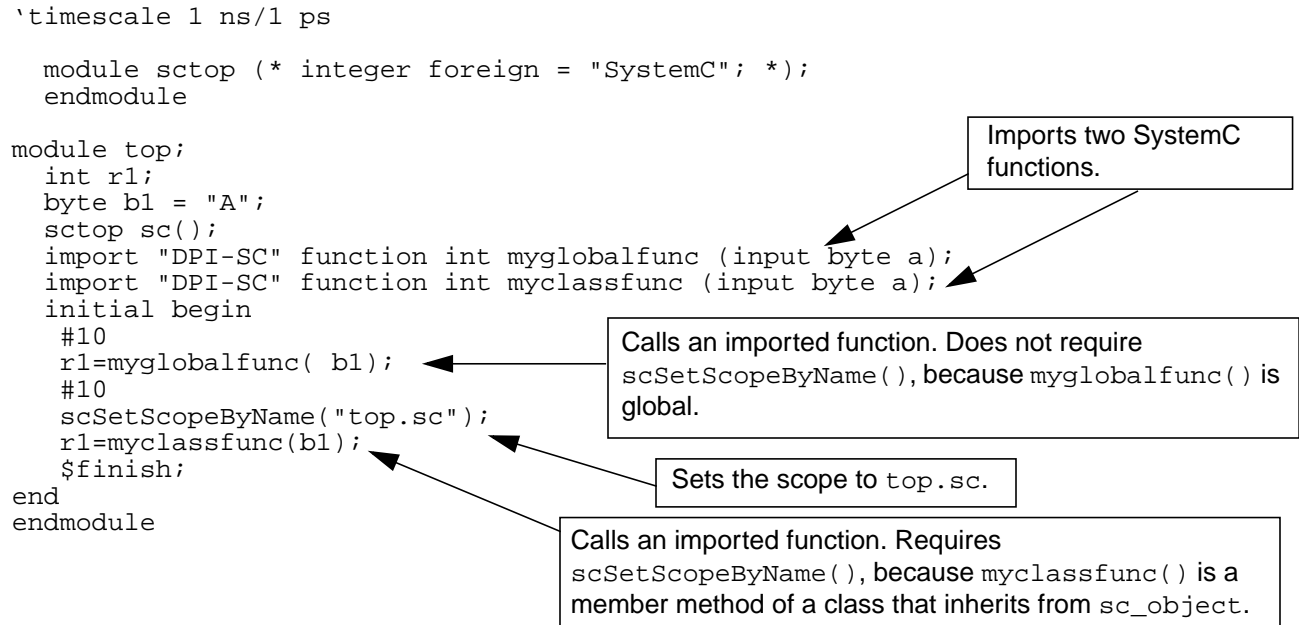 ‘timescale 1 ns/1 ps
module sctop (* integer foreign = "SystemC"; *);
endmodule
module top;
int r1;
byte b1 = "A";
sctop sc();
import "DPI-SC" function int myglobalfunc (input byte a);
import "DPI-SC" function int myclassfunc (input byte a);
initial begin
#10
r1=myglobalfunc( b1);
#10
scSetScopeByName("top.sc");
r1=myclassfunc(b1);
$finish;
end
endmodule
Imports two SystemC
functions.
Calls an imported function. Does not require
scSetScopeByName(), because myglobalfunc() is
global.
Sets the scope to top.sc.
Calls an imported function. Requires
scSetScopeByName(), because myclassfunc() is a
member method of a class that inherits from sc_object.